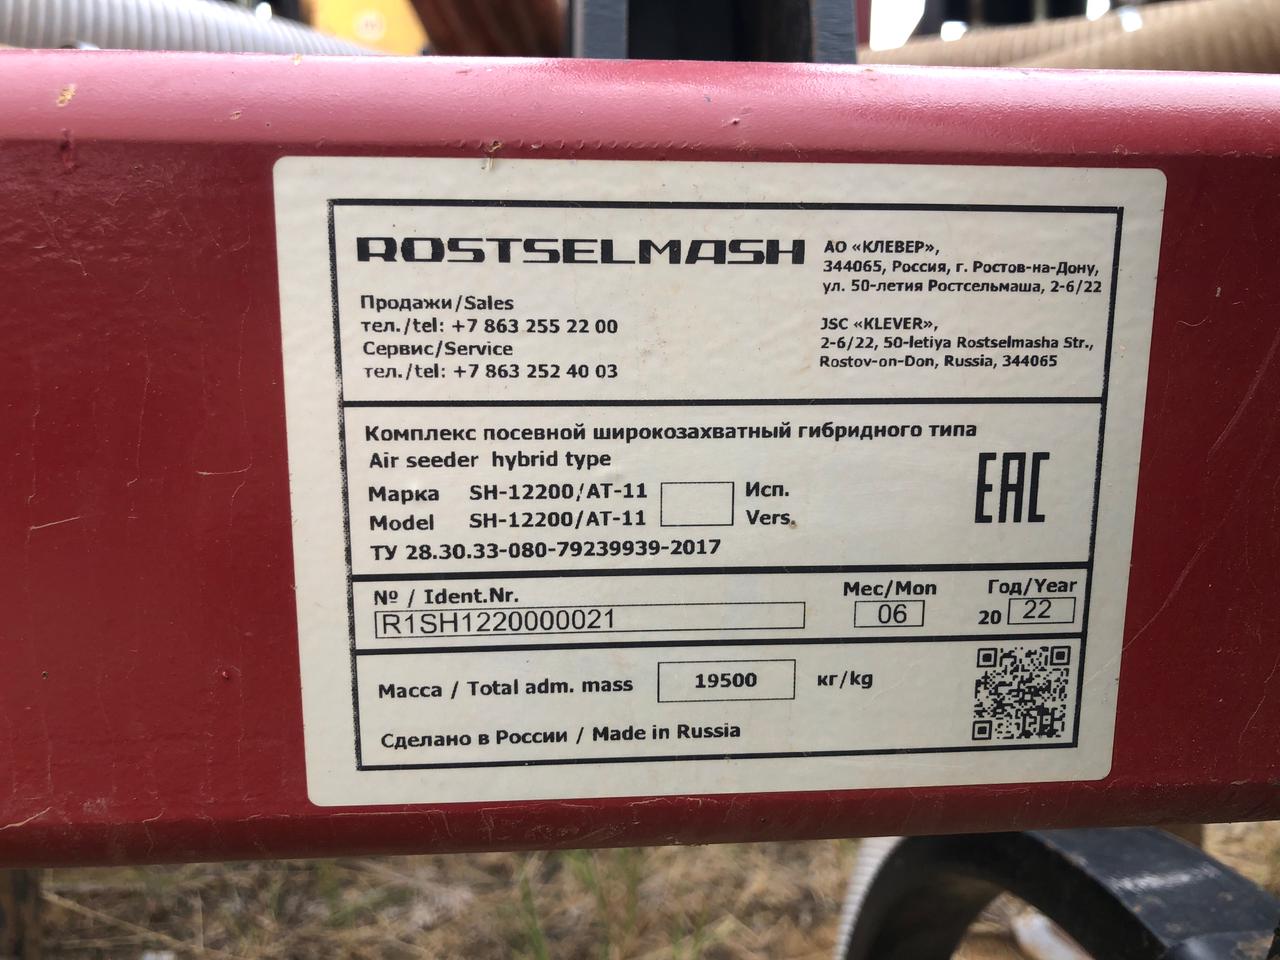 ROSTSELMASH
Продажи/Sales
тел./tel: +7 863 255 22 00
Сервис/Service
тел./tel: +7 863 252 40 03
АО «КЛЕВЕР»,
344065, Россия, г. Ростов-на-Дону,
ул. 50-летия Ростсельмаша, 2-6/22
JSC «KLEVER»,
2-6/22, 50-letiya Rostselmasha Str.,
Rostov-on-Don, Russia, 344065
Комплекс посевной широкозахватный гибридного типа
Air seeder hybrid type
Марка SH-12200/AT-11 Исп.
Model SH-12200/AT-11 Vers.
ТУ 28.30.33-080-79239939-2017
EAC
№ / Ident.Nr. Мес/Mon Год/Year
R1SH1220000021 06 20 22
Масса / Total adm. mass 19500 кг/kg
Сделано в России / Made in Russia